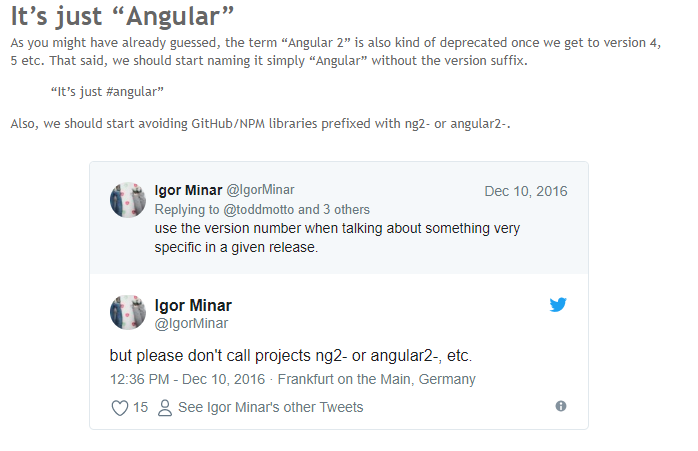 It's just “Angular”
As you might have already guessed, the term “Angular 2” is also kind of deprecated once we get to version 4,
5 etc. That said, we should start naming it simply “Angular” without the version suffix.
“It's just #angular”
Also, we should start avoiding GitHub/NPM libraries prefixed with ng2- or angular2-.
Igor Minar @IgorMinar Dec 10, 2016
Replying to @toddmotto and 3 others
use the version number when talking about something very
specific in a given release.
Igor Minar
@IgorMinar
but please don't call projects ng2- or angular2-, etc.
12:36 PM - Dec 10, 2016 · Frankfurt on the Main, Germany
15 See Igor Minar's other Tweets